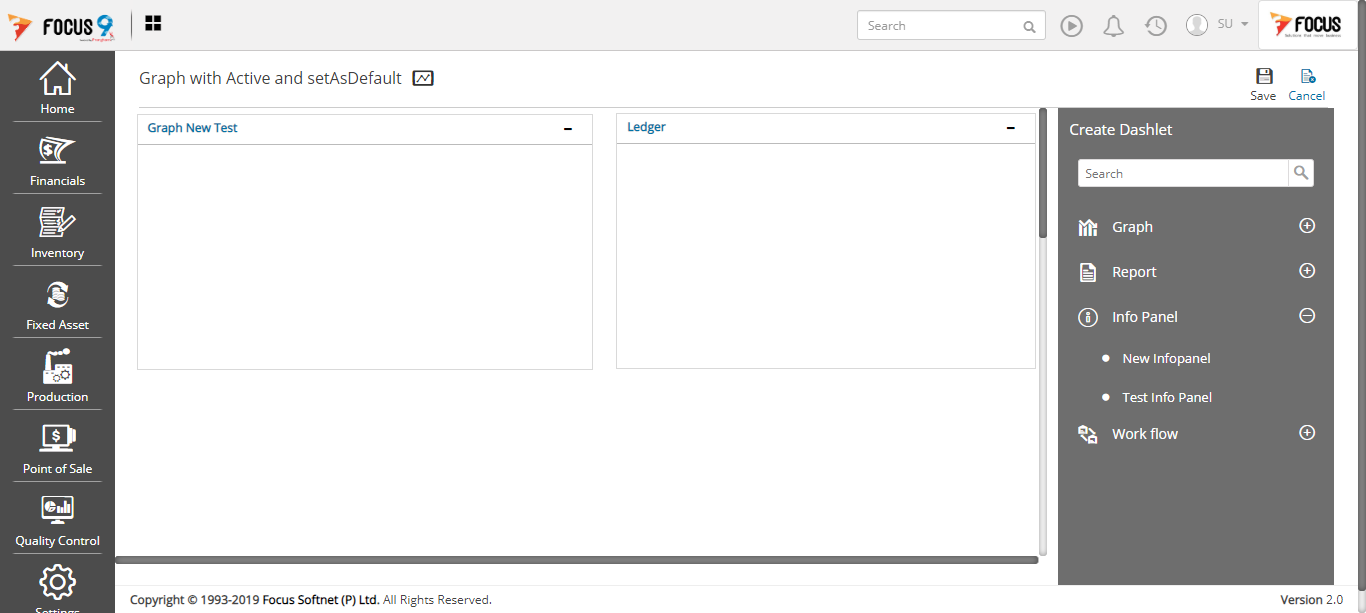 FOCUS 9
Search
SU
FOCUS
Home
Financials
Inventory
Fixed Asset
Production
Point of Sale
Quality Control
Settings
Graph with Active and setAsDefault
Save
Cancel
Graph New Test
Ledger
Create Dashlet
Search
Graph
Report
Info Panel
New Infopanel
Test Info Panel
Work flow
Copyright © 1993-2019 Focus Softnet (P) Ltd. All Rights Reserved.
Version 2.0